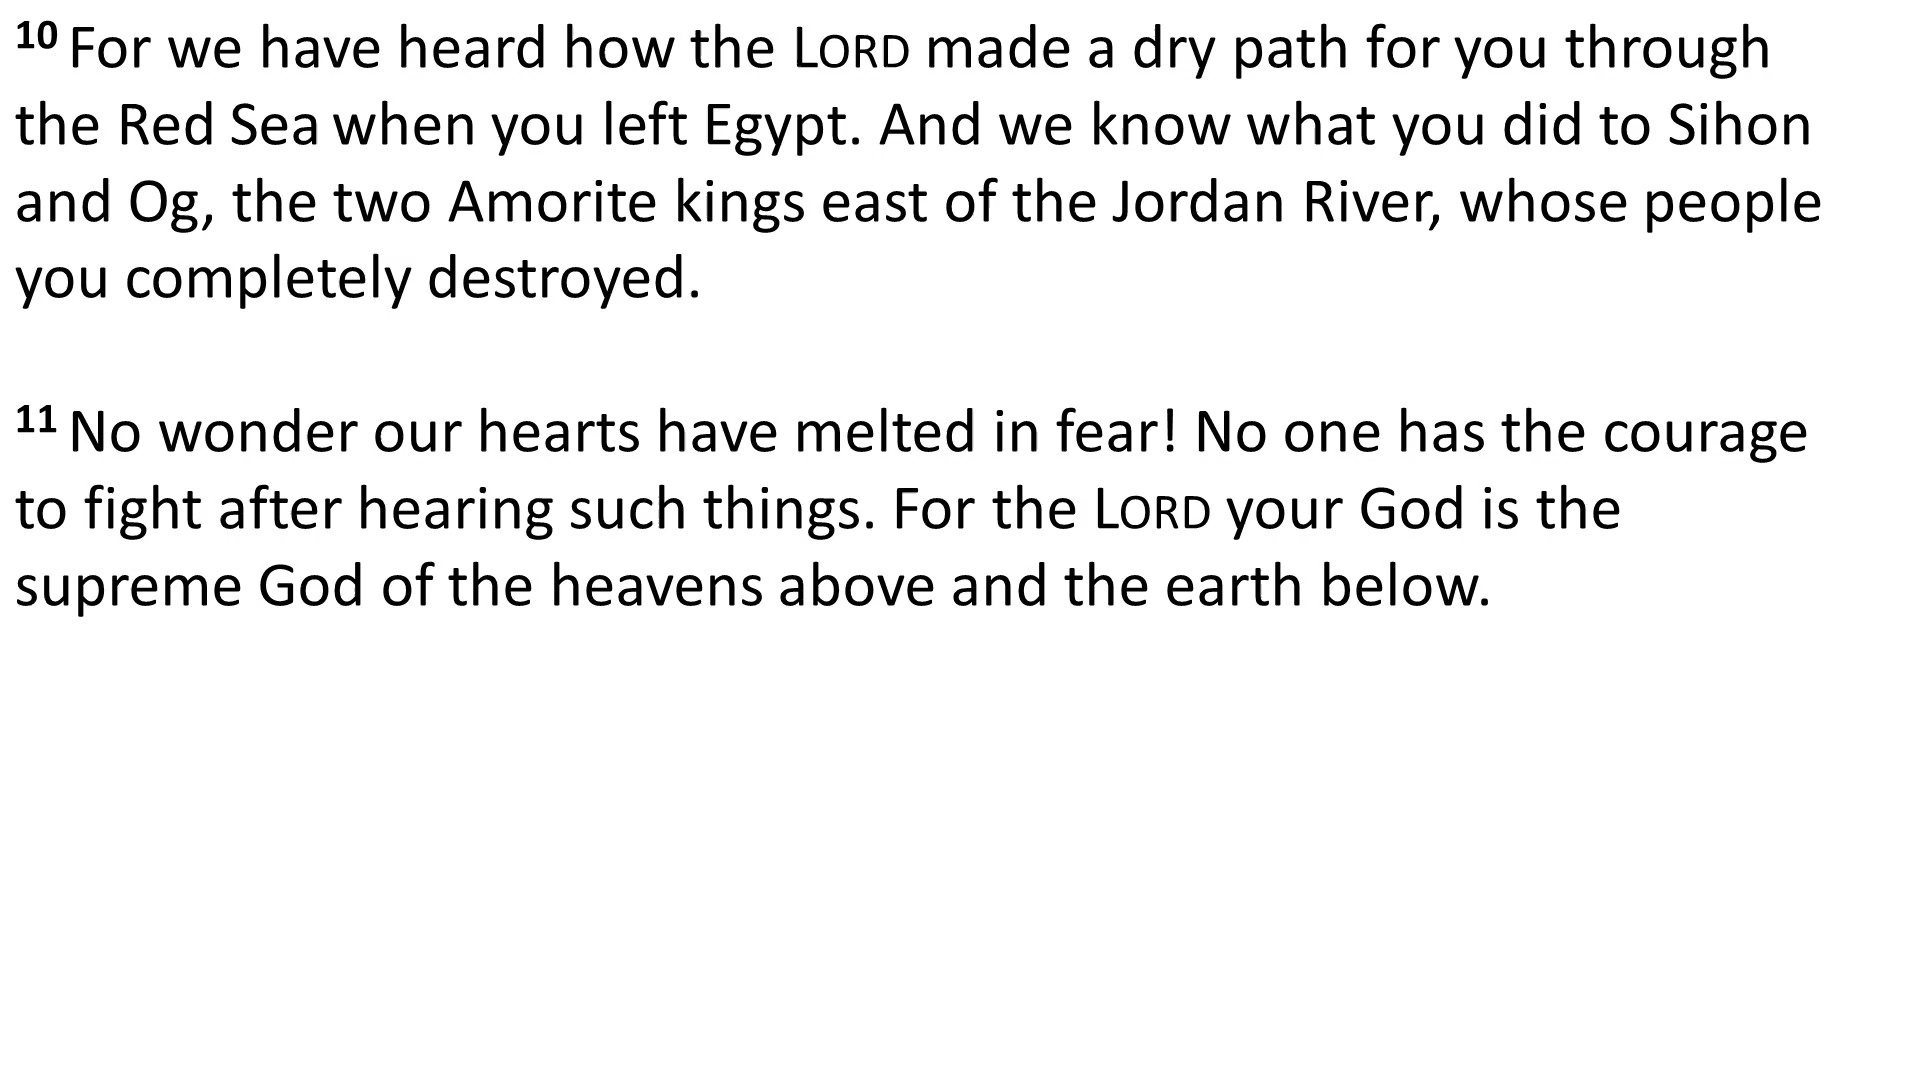 10 For we have heard how the LORD made a dry path for you through
the Red Sea when you left Egypt. And we know what you did to Sihon
and Og, the two Amorite kings east of the Jordan River, whose people
you completely destroyed.
11 No wonder our hearts have melted in fear! No one has the courage
to fight after hearing such things. For the LORD your God is the
supreme God of the heavens above and the earth below.